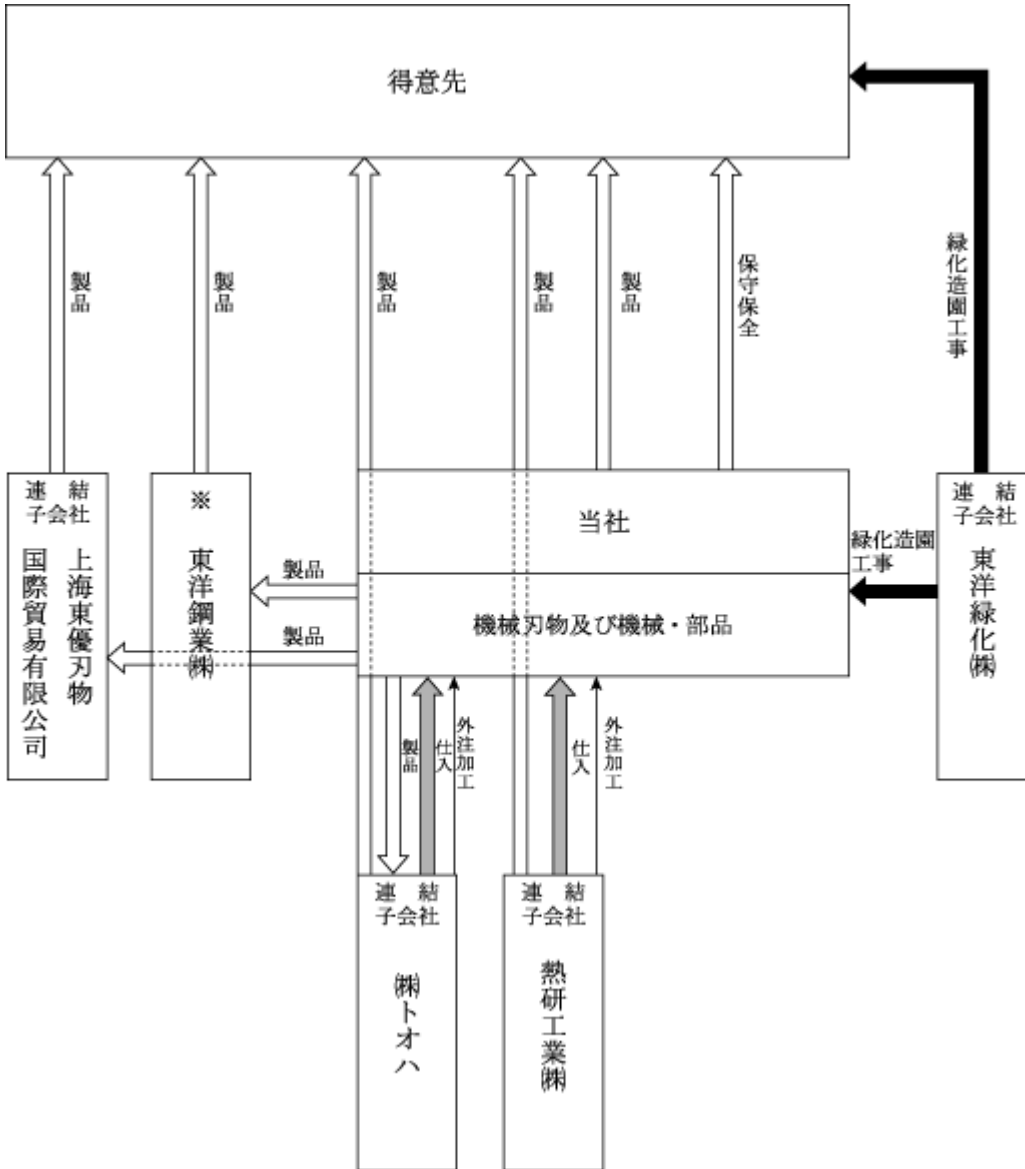 得意先
製品
製品
製品
製品
製品
保守保全
緑化造園工事
連結
子会社
上海東優刃物
国際貿易有限公司
※
東洋鋼業㈱
製品
製品
当社
機械刃物及び機械・部品
緑化造園
工事
連結
子会社
東洋緑化㈱
製品
仕入
外注加工
仕入
外注加工
連結
子会社
㈱トオハ
連結
子会社
熱研工業㈱